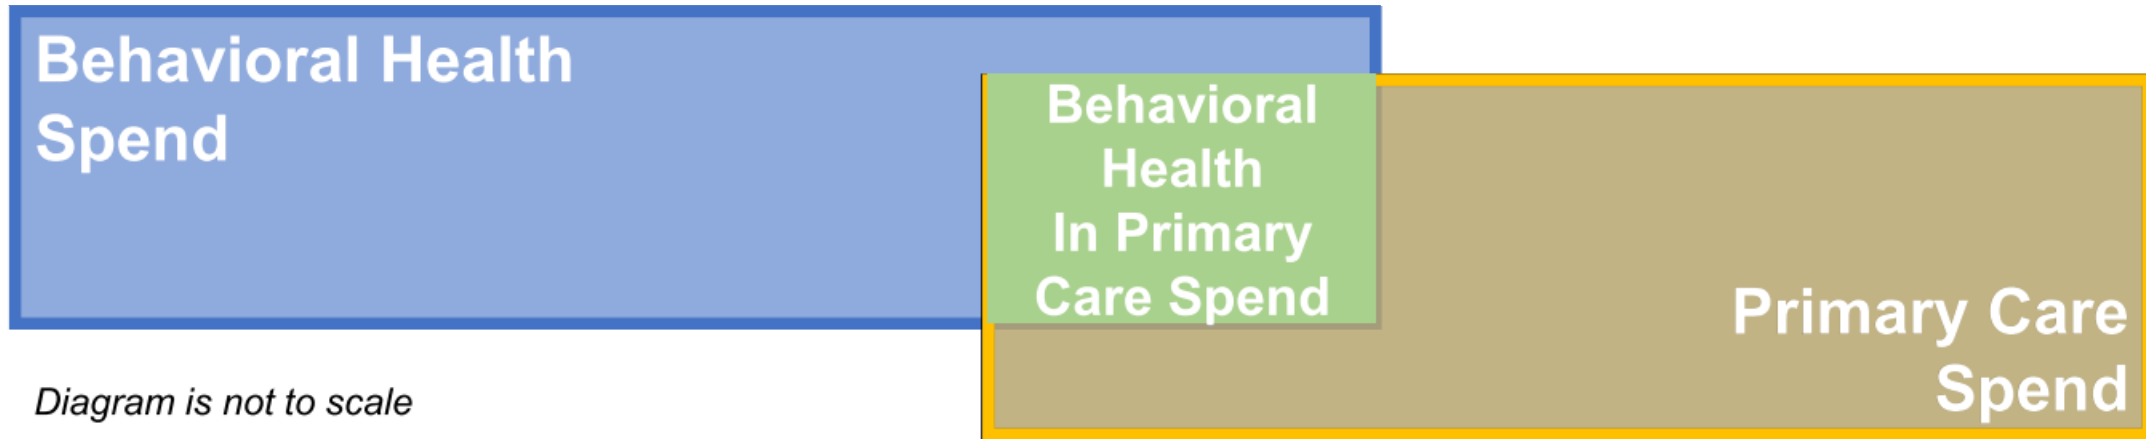 Behavioral Health
Spend
Behavioral
Health
In Primary
Care Spend
Primary Care
Spend
Diagram is not to scale